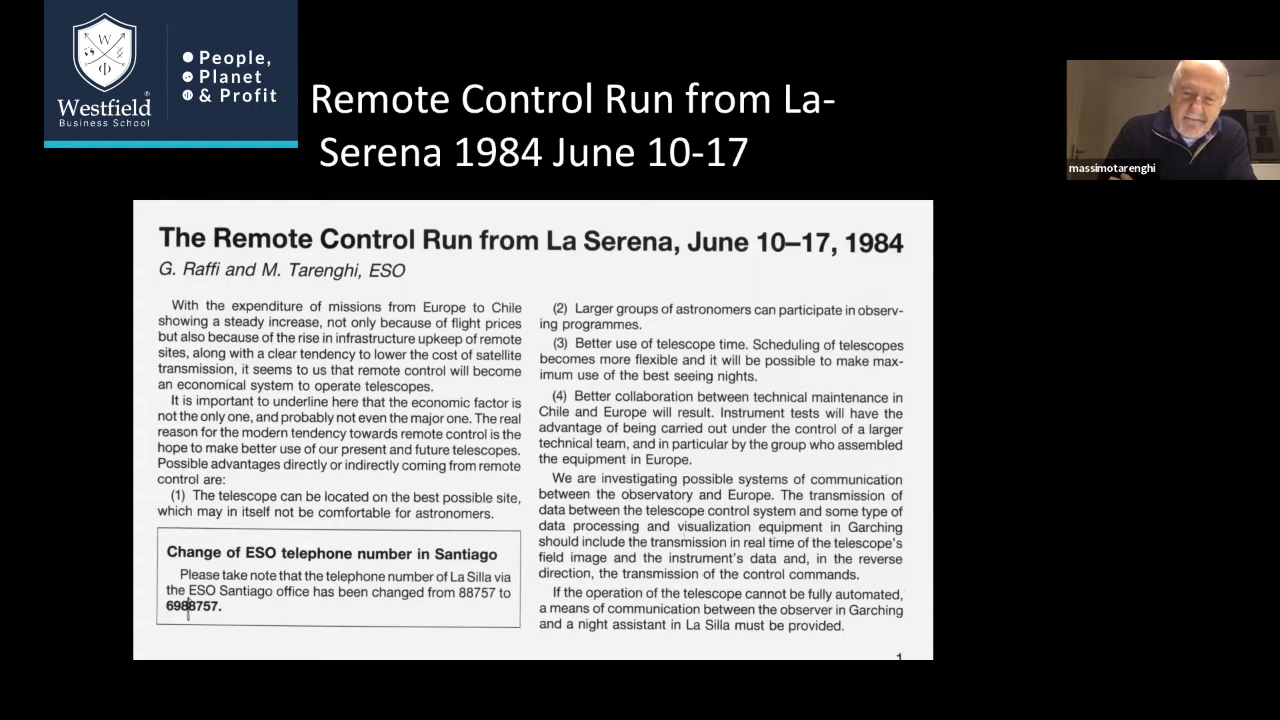 W
Φ
Westfield®
Business School
People,
Planet
& Profit
Remote Control Run from La-
Serena 1984 June 10-17
massimotarenghi
The Remote Control Run from La Serena, June 10–17, 1984
G. Raffi and M. Tarenghi, ESO
With the expenditure of missions from Europe to Chile
showing a steady increase, not only because of flight prices
but also because of the rise in infrastructure upkeep of remote
sites, along with a clear tendency to lower the cost of satellite
transmission, it seems to us that remote control will become
an economical system to operate telescopes.
It is important to underline here that the economic factor is
not the only one, and probably not even the major one. The real
reason for the modern tendency towards remote control is the
hope to make better use of our present and future telescopes.
Possible advantages directly or indirectly coming from remote
control are:
(1) The telescope can be located on the best possible site,
which may in itself not be comfortable for astronomers.
Change of ESO telephone number in Santiago
Please take note that the telephone number of La Silla via
the ESO Santiago office has been changed from 88757 to
6988757.
(2) Larger groups of astronomers can participate in observ-
ing programmes.
(3) Better use of telescope time. Scheduling of telescopes
becomes more flexible and it will be possible to make max-
imum use of the best seeing nights.
(4) Better collaboration between technical maintenance in
Chile and Europe will result. Instrument tests will have the
advantage of being carried out under the control of a larger
technical team, and in particular by the group who assembled
the equipment in Europe.
We are investigating possible systems of communication
between the observatory and Europe. The transmission of
data between the telescope control system and some type of
data processing and visualization equipment in Garching
should include the transmission in real time of the telescope's
field image and the instrument's data and, in the reverse
direction, the transmission of the control commands.
If the operation of the telescope cannot be fully automated,
a means of communication between the observer in Garching
and a night assistant in La Silla must be provided.
1